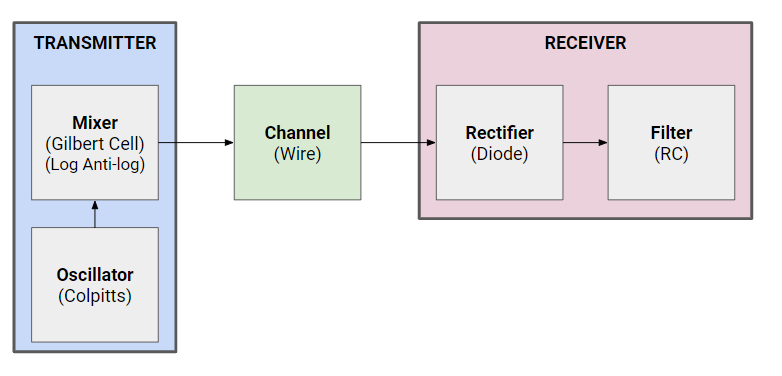 TRANSMITTER
Mixer
(Gilbert Cell)
(Log Anti-log)
Oscillator
(Colpitts)
Channel
(Wire)
RECEIVER
Rectifier
(Diode)
Filter
(RC)